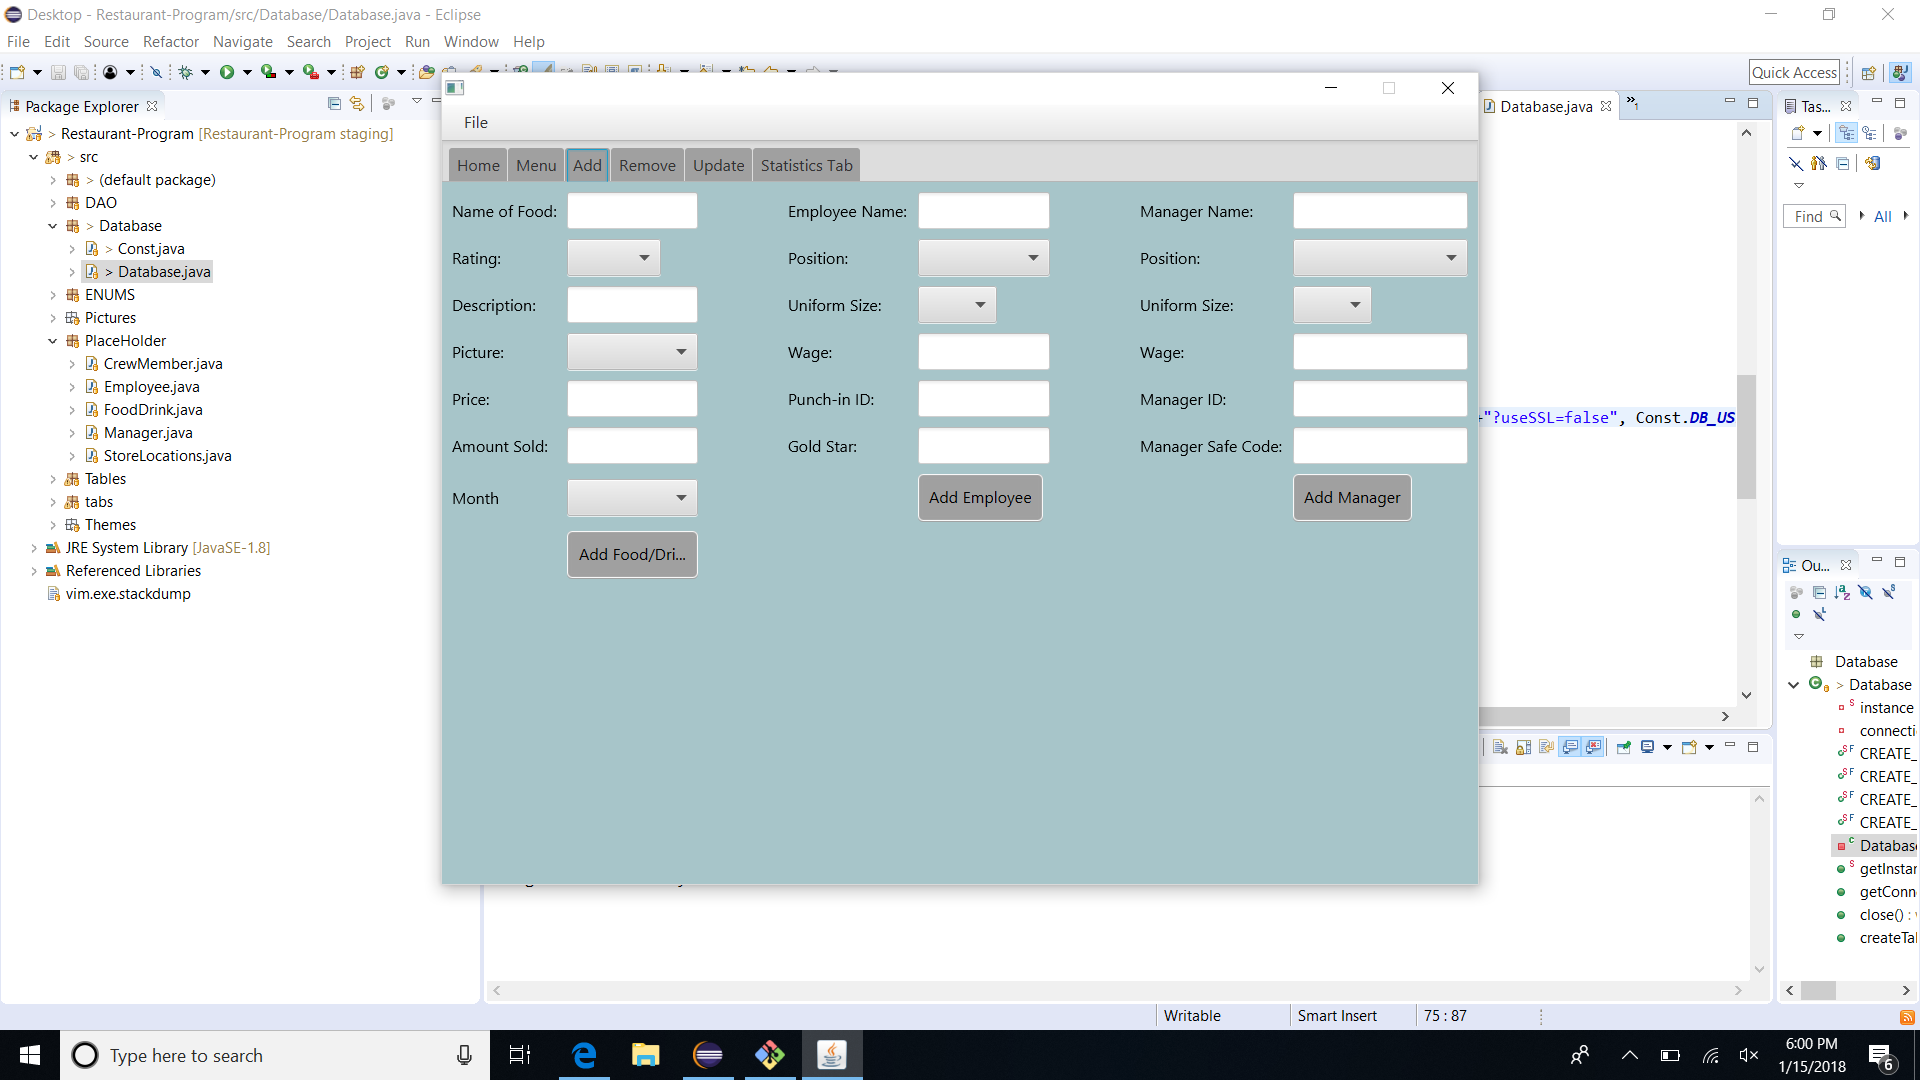 Desktop - Restaurant-Program/src/Database/Database.java - Eclipse
File Edit Source Refactor Navigate Search Project Run Window Help
Quick Access
Package Explorer
> Restaurant-Program [Restaurant-Program staging]
> src
> (default package)
DAO
> Database
> Const.java
> Database.java
ENUMS
Pictures
PlaceHolder
CrewMember.java
Employee.java
FoodDrink.java
Manager.java
StoreLocations.java
Tables
tabs
Themes
JRE System Library [JavaSE-1.8]
Referenced Libraries
vim.exe.stackdump
File
Home Menu Add Remove Update Statistics Tab
Name of Food: Employee Name: Manager Name:
Rating: Position: Position:
Description: Uniform Size: Uniform Size:
Picture: Wage: Wage:
Price: Punch-in ID: Manager ID:
Amount Sold: Gold Star: Manager Safe Code:
Month Add Employee Add Manager
Add Food/Dri...
Database.java
»1
+"?useSSL=false", Const.DB_US
Tas...
Find All
Ou...
Database
> Database
instance
connecti
CREATE_
CREATE_
CREATE_
CREATE_
Databas
getInstar
getConn
close() :
createTal
Writable Smart Insert 75 : 87
Type here to search
6:00 PM
1/15/2018
6